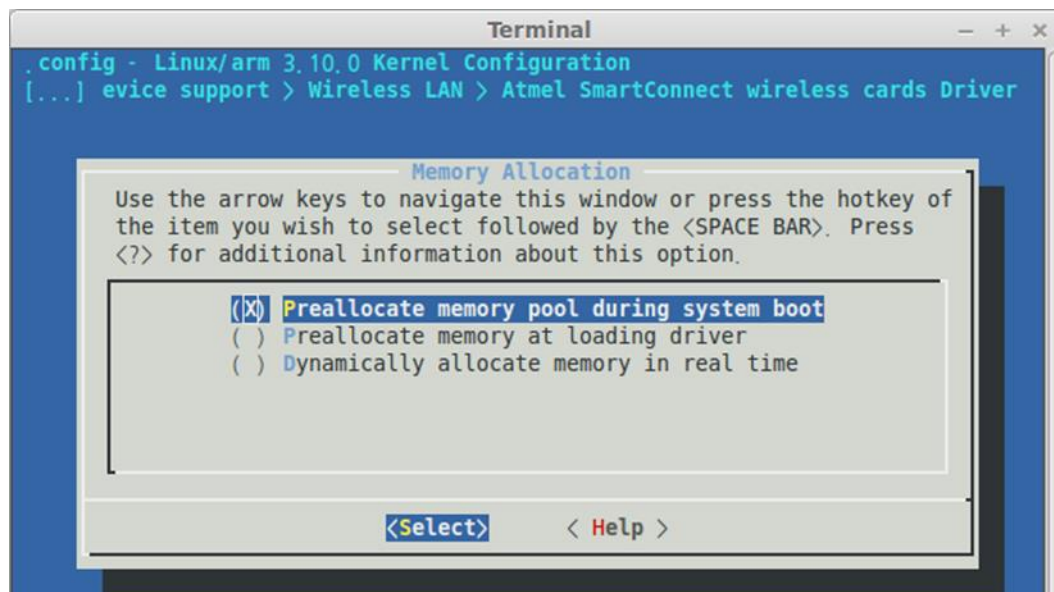 Terminal
.config - Linux/arm 3.10.0 Kernel Configuration
[...] evice support > Wireless LAN > Atmel SmartConnect wireless cards Driver
Memory Allocation
Use the arrow keys to navigate this window or press the hotkey of
the item you wish to select followed by the <SPACE BAR>. Press
<?> for additional information about this option.
(X) Preallocate memory pool during system boot
( ) Preallocate memory at loading driver
( ) Dynamically allocate memory in real time
<Select> < Help >